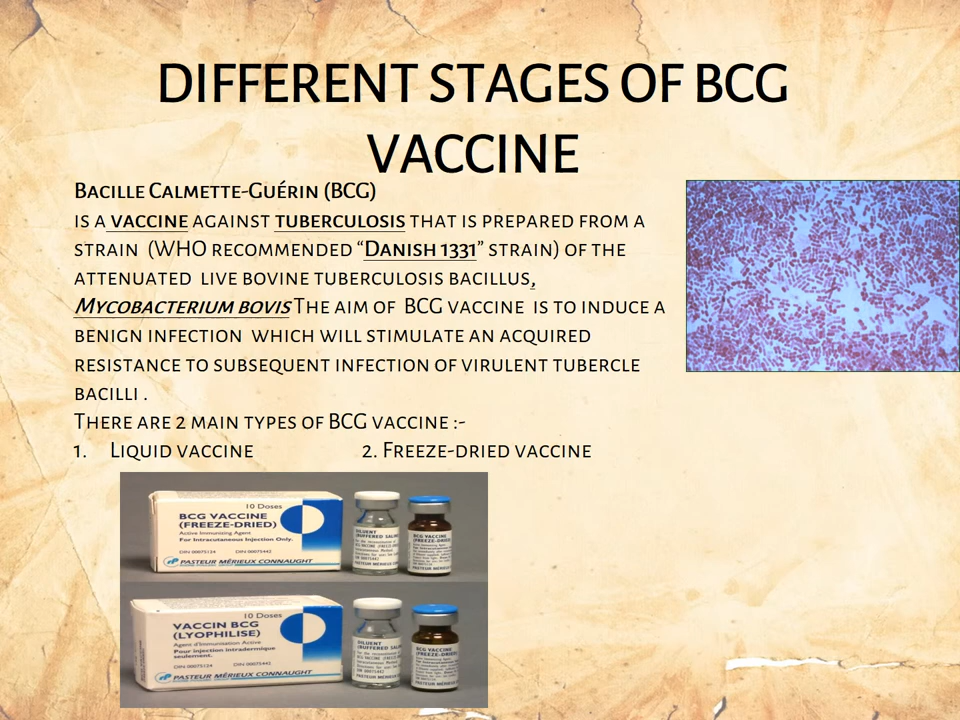 DIFFERENT STAGES OF BCG
VACCINE
BACILLE CALMETTE-GUÉRIN (BCG)
IS A VACCINE AGAINST TUBERCULOSIS THAT IS PREPARED FROM A
STRAIN (WHO RECOMMENDED “DANISH 1331” STRAIN) OF THE
ATTENUATED LIVE BOVINE TUBERCULOSIS BACILLUS,
MYCOBACTERIUM BOVIS THE AIM OF BCG VACCINE IS TO INDUCE A
BENIGN INFECTION WHICH WILL STIMULATE AN ACQUIRED
RESISTANCE TO SUBSEQUENT INFECTION OF VIRULENT TUBERCLE
BACILLI .
THERE ARE 2 MAIN TYPES OF BCG VACCINE :-
1. LIQUID VACCINE 2. FREEZE-DRIED VACCINE
10 Doses
BCG VACCINE
(FREEZE-DRIED)
Active Immunizing Agent
For Intracutaneous Injection Only.
DIN 00075124 DIN 00075442
PASTEUR MÉRIEUX CONNAUGHT
DILUENT
(BUFFERED SALINE
BCG VACCINE
(FREEZE-DRIED)
10 Doses
VACCIN BCG
(LYOPHILISE)
Agent d'Immunisation Active
Pour injection intradermique
seulement.
DIN 00075124 DIN 00075442
PASTEUR MÉRIEUX CONNAUGHT
DILUENT
(BUFFERED SALINE
BCG VACCINE
(FREEZE-DRIED)